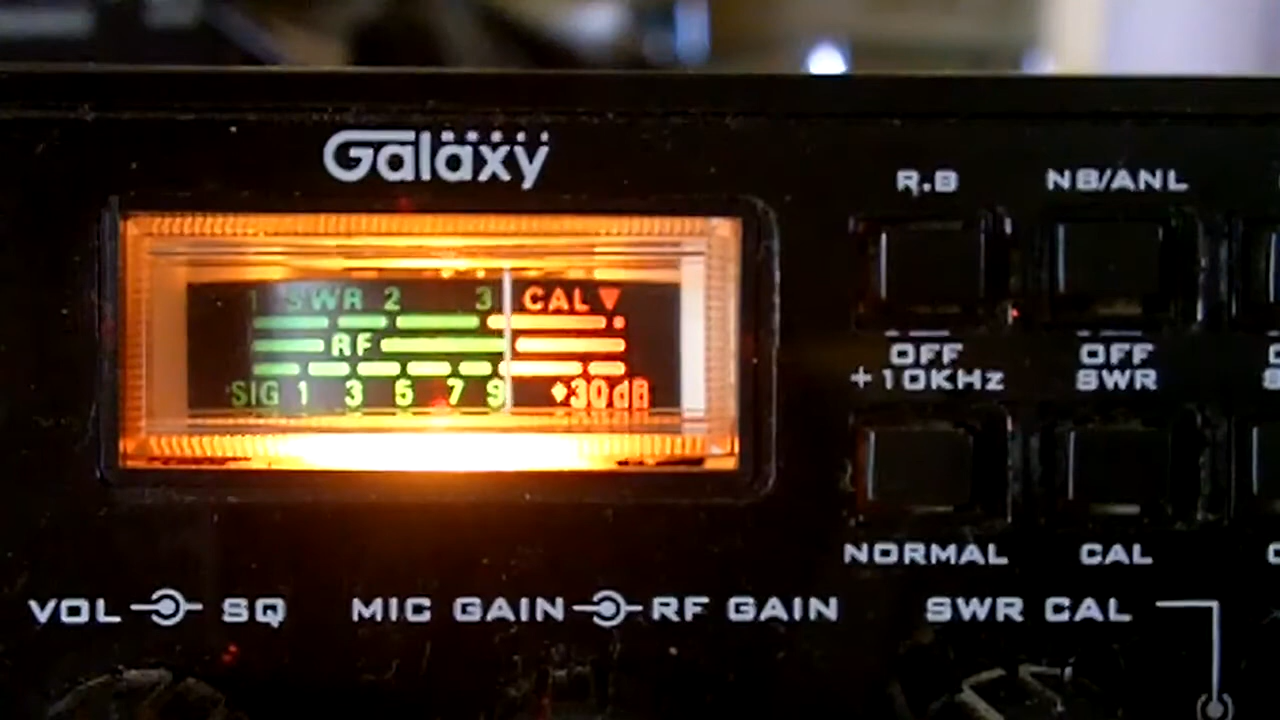 Galaxy
R.B NB/ANL
1 SWR 2 3 CAL
RF
SIG 1 3 5 7 9 +30dB
OFF OFF
+10KHz SWR
NORMAL CAL
VOL SQ MIC GAIN RF GAIN SWR CAL